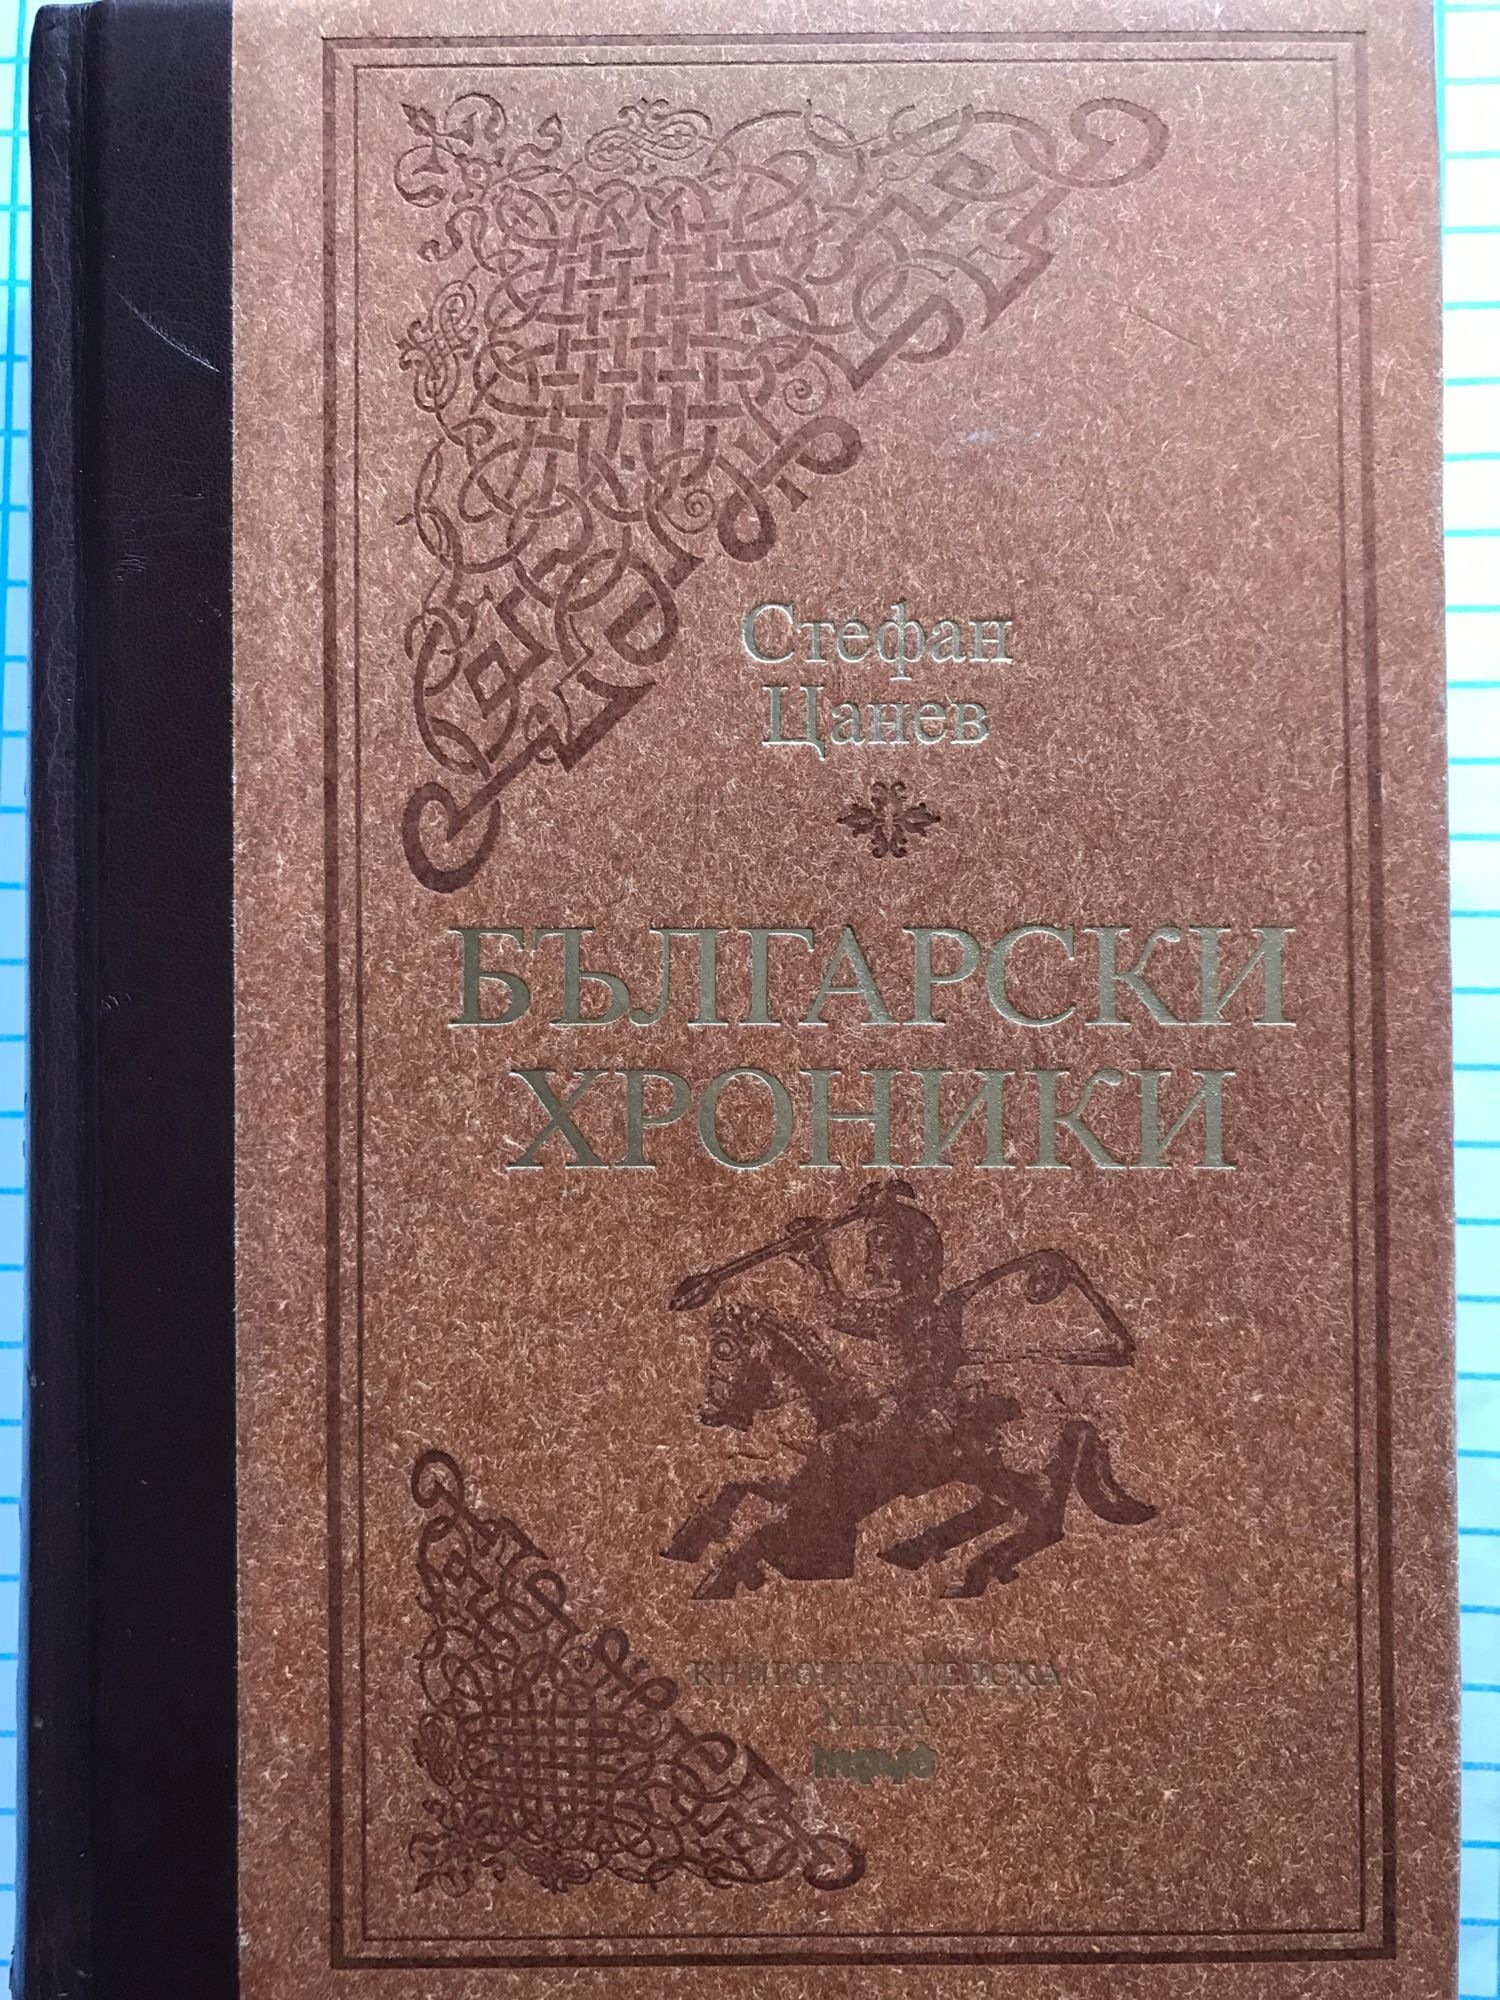 Стефан
Цанев
БЪЛГАРСКИ
ХРОНИКИ
КНИГОИЗДАТЕЛСКА
КЪЩА
труд